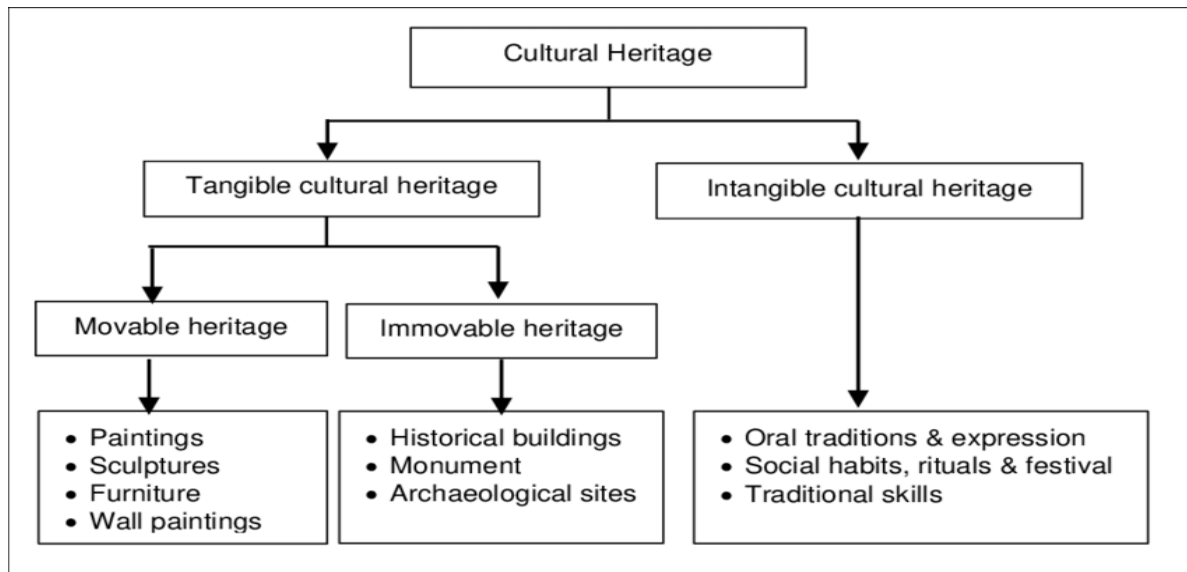 Cultural Heritage
Tangible cultural heritage
Intangible cultural heritage
Movable heritage
Immovable heritage
• Paintings
• Sculptures
• Furniture
• Wall paintings
• Historical buildings
• Monument
• Archaeological sites
• Oral traditions & expression
• Social habits, rituals & festival
• Traditional skills